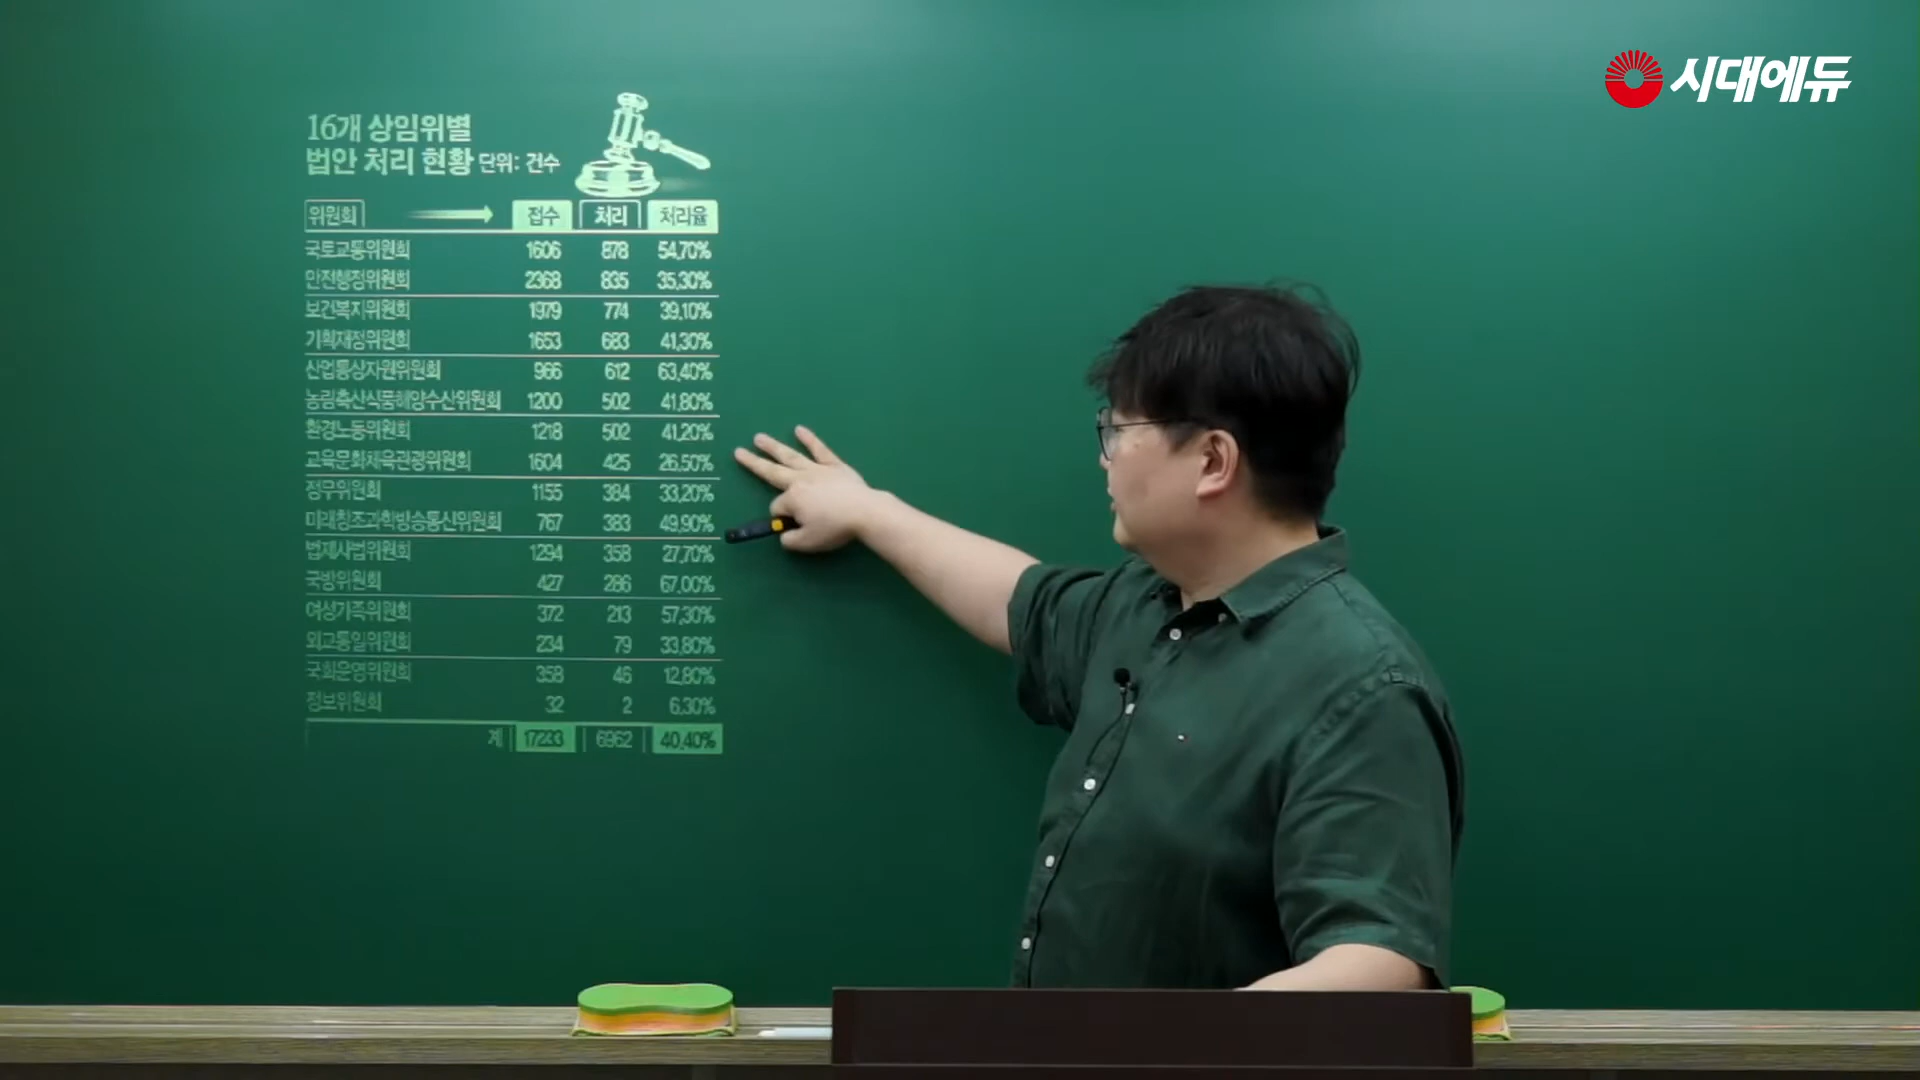 시대에듀
16개 상임위별
법안 처리 현황 단위: 건수
위원회 접수 처리 처리율
국토교통위원회 1606 878 54.70%
안전행정위원회 2368 835 35.30%
보건복지위원회 1979 774 39.10%
기획재정위원회 1653 683 41.30%
산업통상자원위원회 966 612 63.40%
농림축산식품해양수산위원회 1200 502 41.80%
환경노동위원회 1218 502 41.20%
교육문화체육관광위원회 1604 425 26.50%
정무위원회 1155 384 33.20%
미래창조과학방송통신위원회 767 383 49.90%
법제사법위원회 1294 358 27.70%
국방위원회 427 286 67.00%
여성가족위원회 372 213 57.30%
외교통일위원회 234 79 33.80%
국회운영위원회 358 46 12.80%
정보위원회 32 2 6.30%
계 6962 40.40%